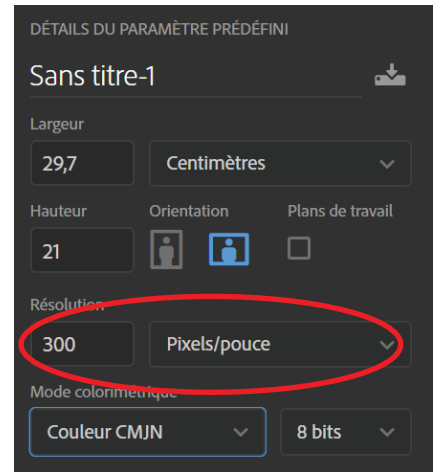 DÉTAILS DU PARAMÈTRE PRÉDÉFINI
Sans titre-1
Largeur
29,7 Centimètres
Hauteur Orientation Plans de travail
21
Résolution
300 Pixels/pouce
Mode colorimétrique
Couleur CMJN 8 bits